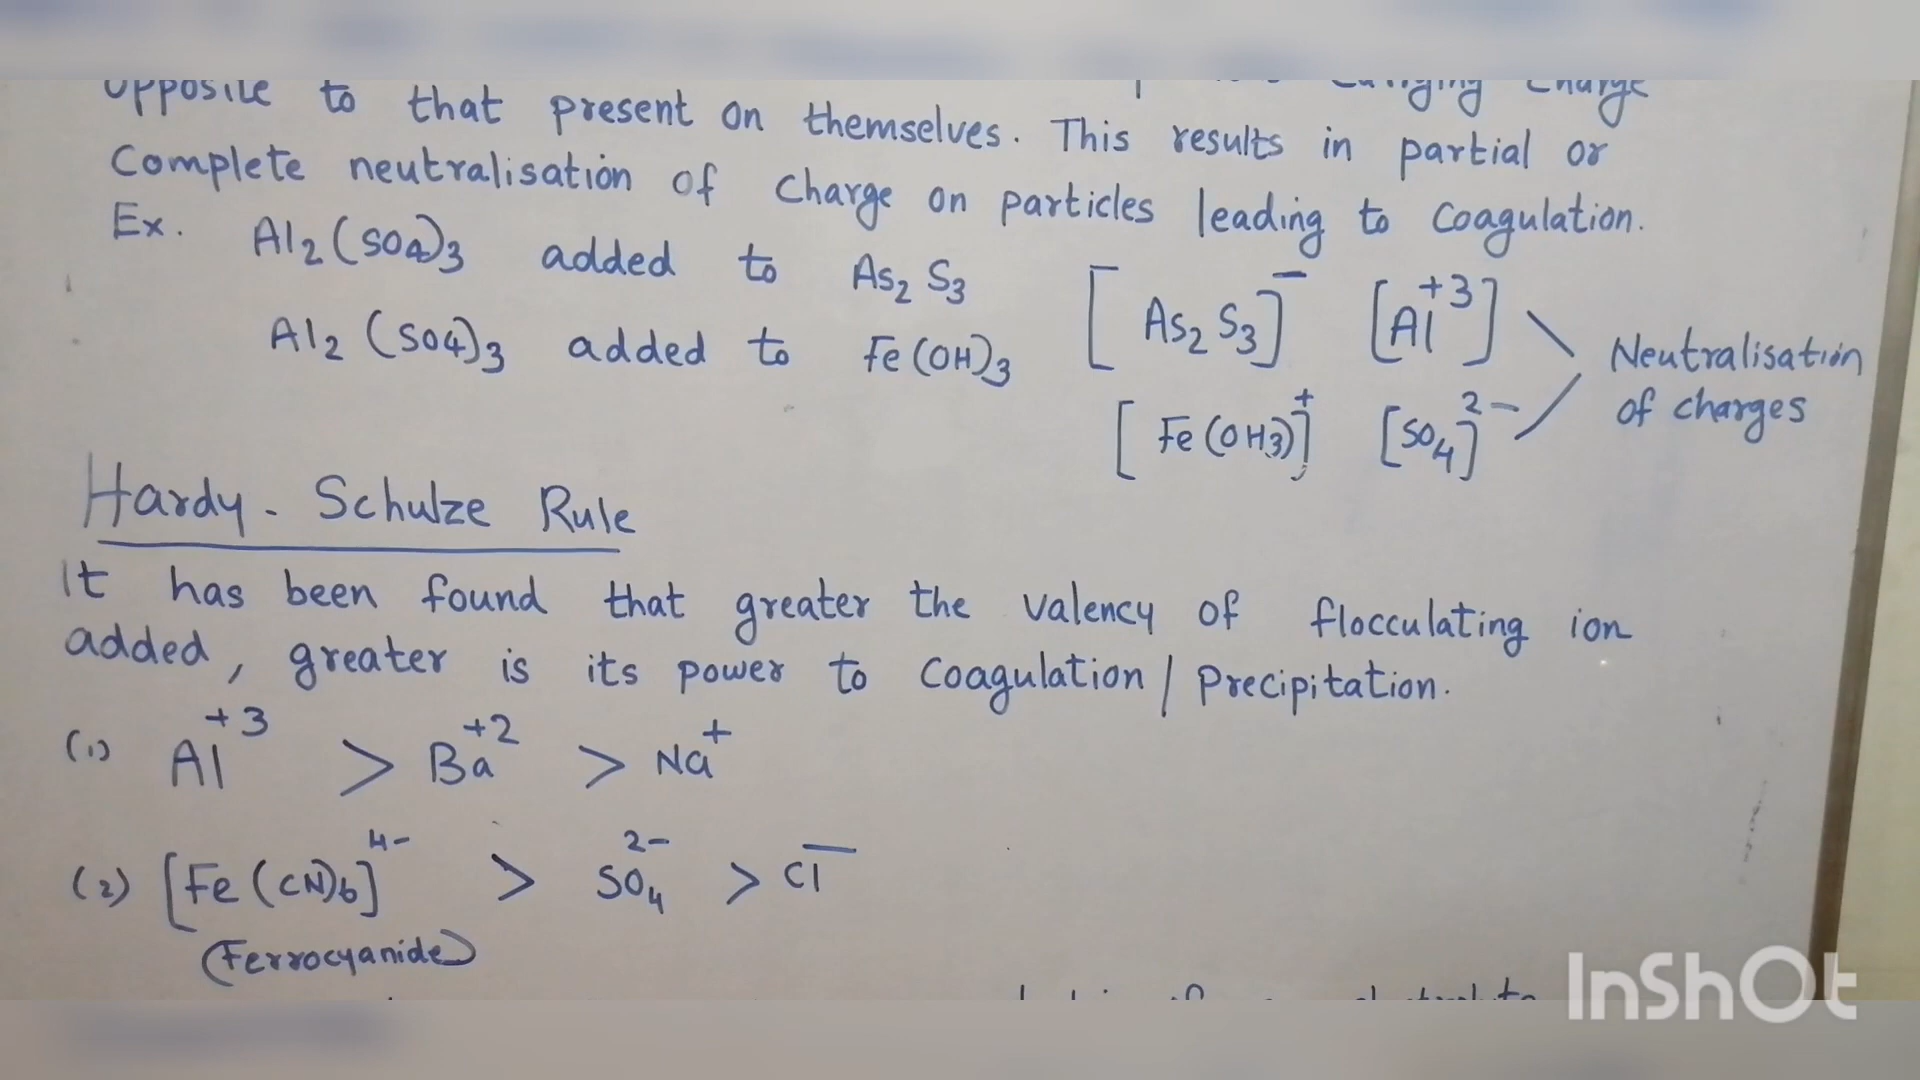 opposite to that present on themselves. This results in partial or
Complete neutralisation of charge on particles leading to Coagulation.
Ex. Al₂(SO₄)₃ added to As₂S₃ [As₂S₃]⁻ [Al⁺³]
Al₂(SO₄)₃ added to Fe(OH)₃ [Fe(OH3)]⁺ [SO₄]²⁻
Neutralisation
of charges
Hardy - Schulze Rule
It has been found that greater the valency of flocculating ion
added, greater is its power to Coagulation / Precipitation.
(1) Al⁺³ > Ba⁺² > Na⁺
(2) [Fe(CN)₆]⁴⁻ > SO₄²⁻ > Cl⁻
(Ferrocyanide)
InShOt